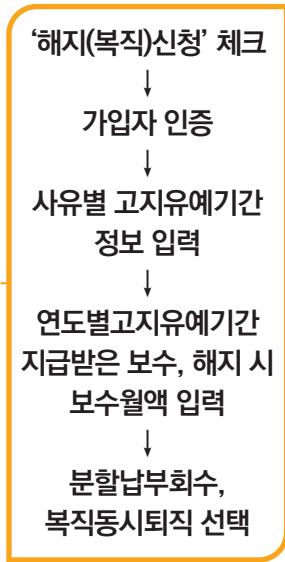 ‘해지(복직)신청’ 체크
↓
가입자 인증
↓
사유별 고지유예기간
정보 입력
↓
연도별고지유예기간
지급받은 보수, 해지 시
보수월액 입력
↓
분할납부회수,
복직동시퇴직 선택